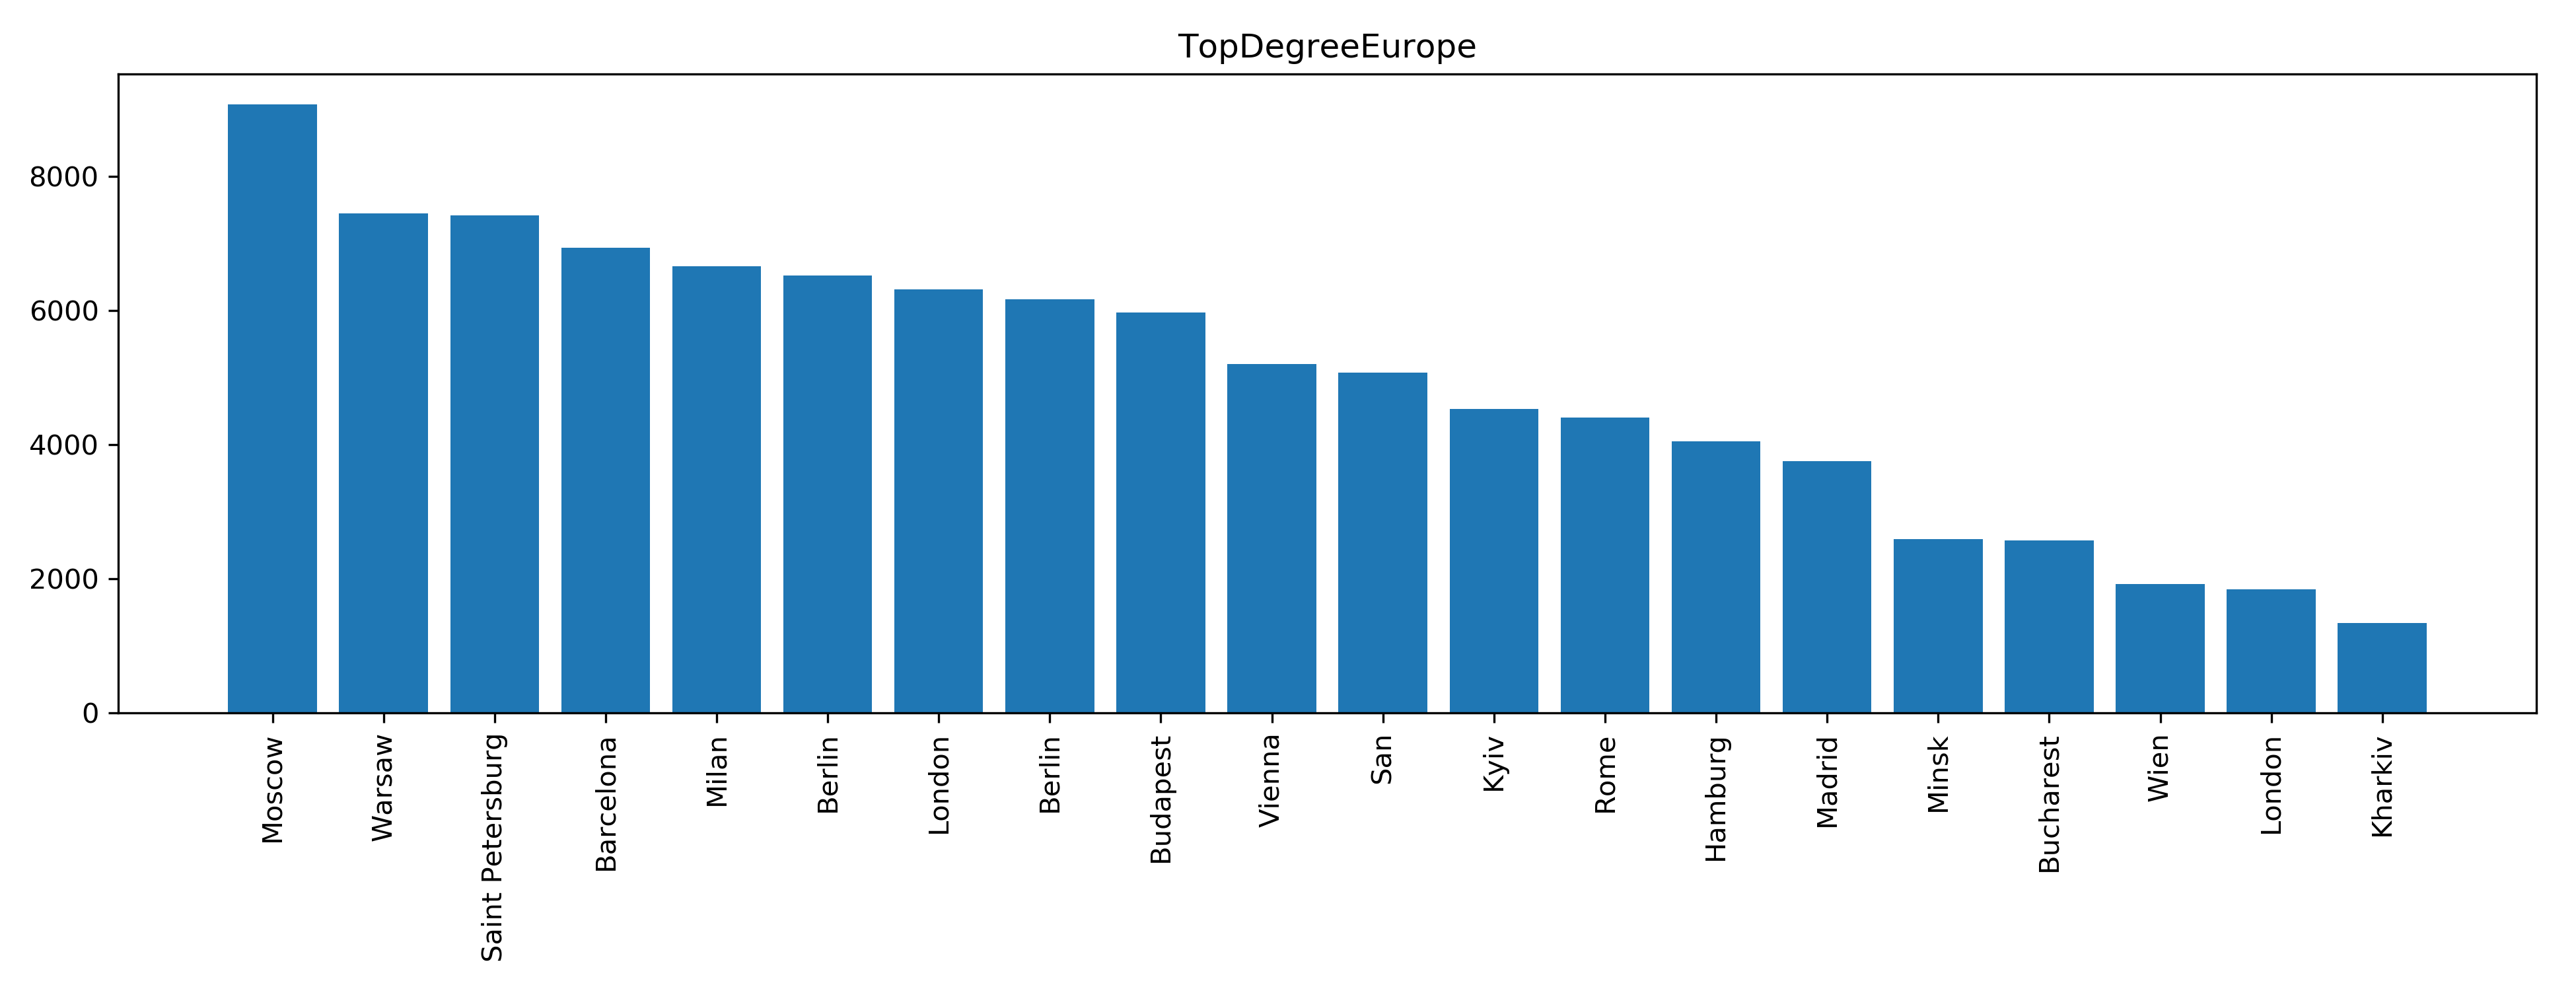 TopDegreeEurope
8000
6000
4000
2000
0
Moscow
Warsaw
Saint Petersburg
Barcelona
Milan
Berlin
London
Berlin
Budapest
Vienna
San
Kyiv
Rome
Hamburg
Madrid
Minsk
Bucharest
Wien
London
Kharkiv